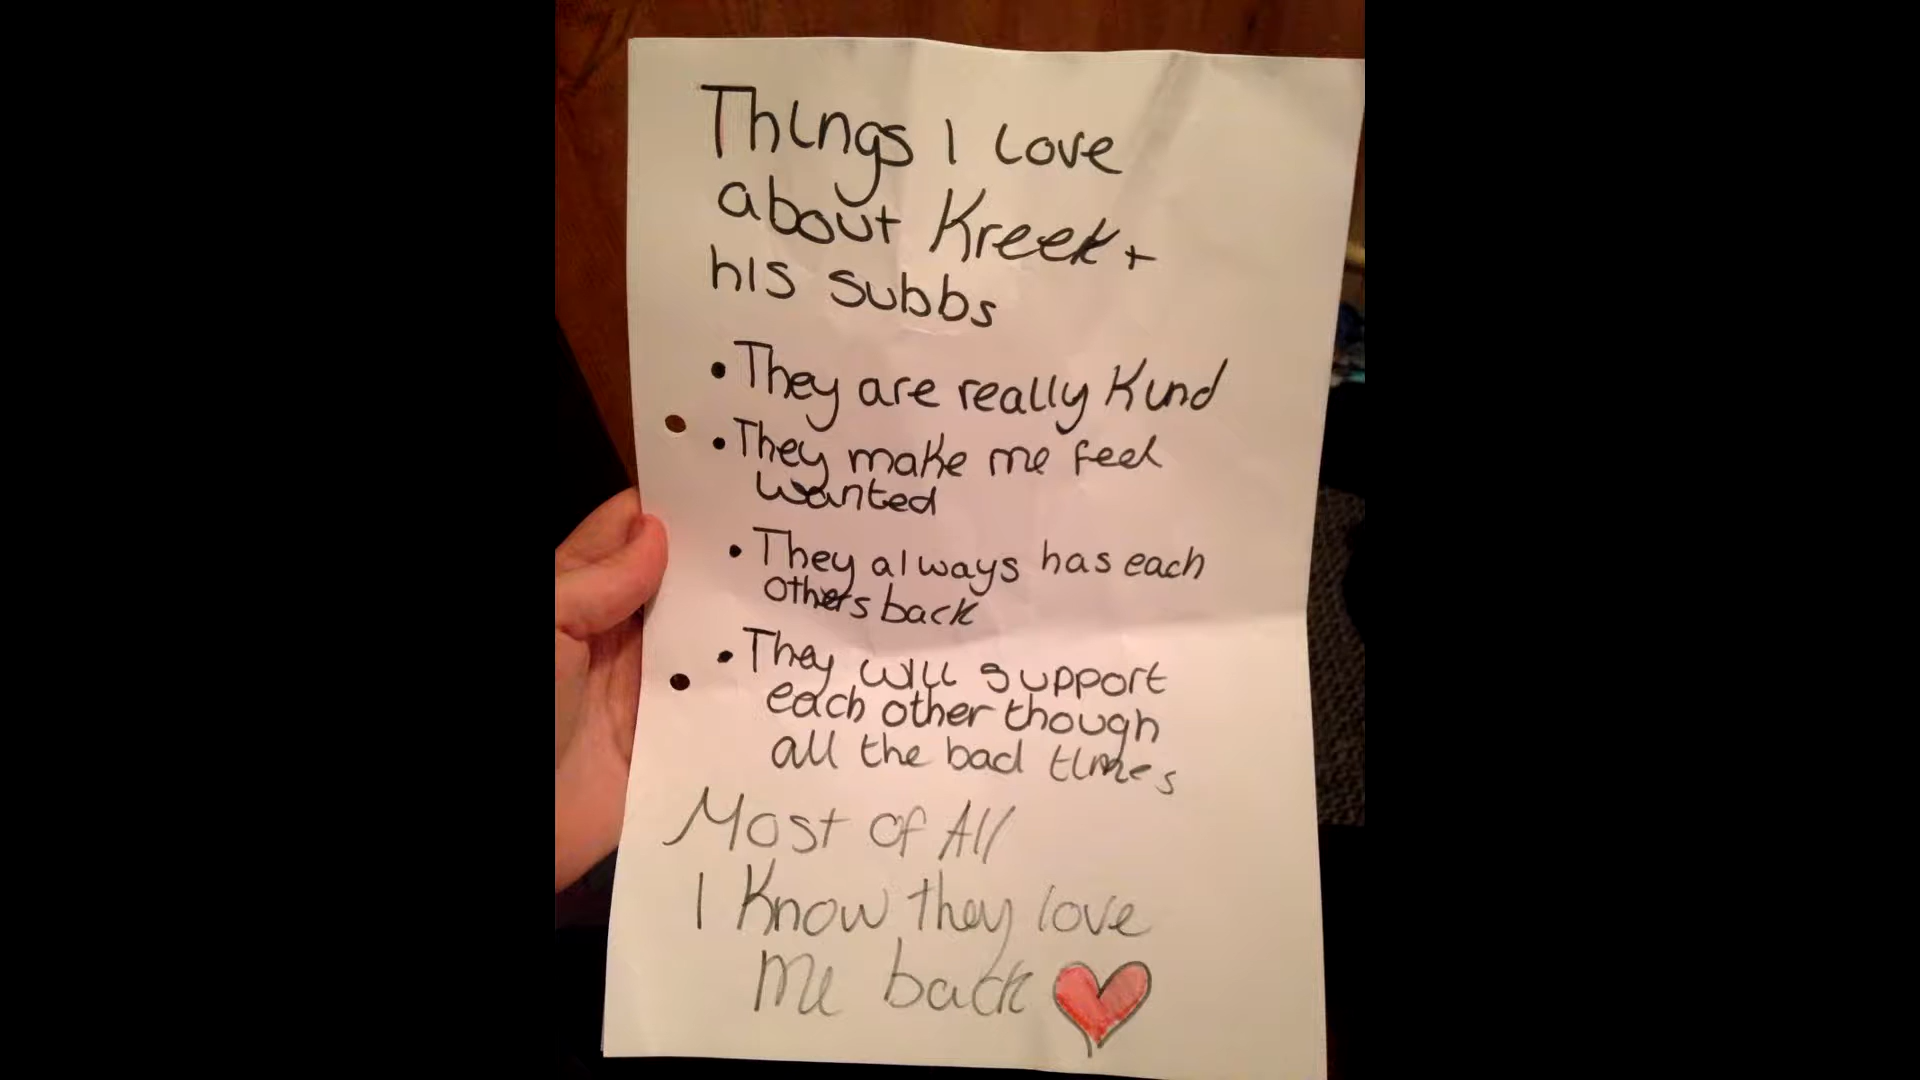 Things I love
about Kreek +
his subbs
• They are really kind
• They make me feel
wanted
• They always has each
others back
• They will support
each other though
all the bad times
Most of All
I Know they love
me back